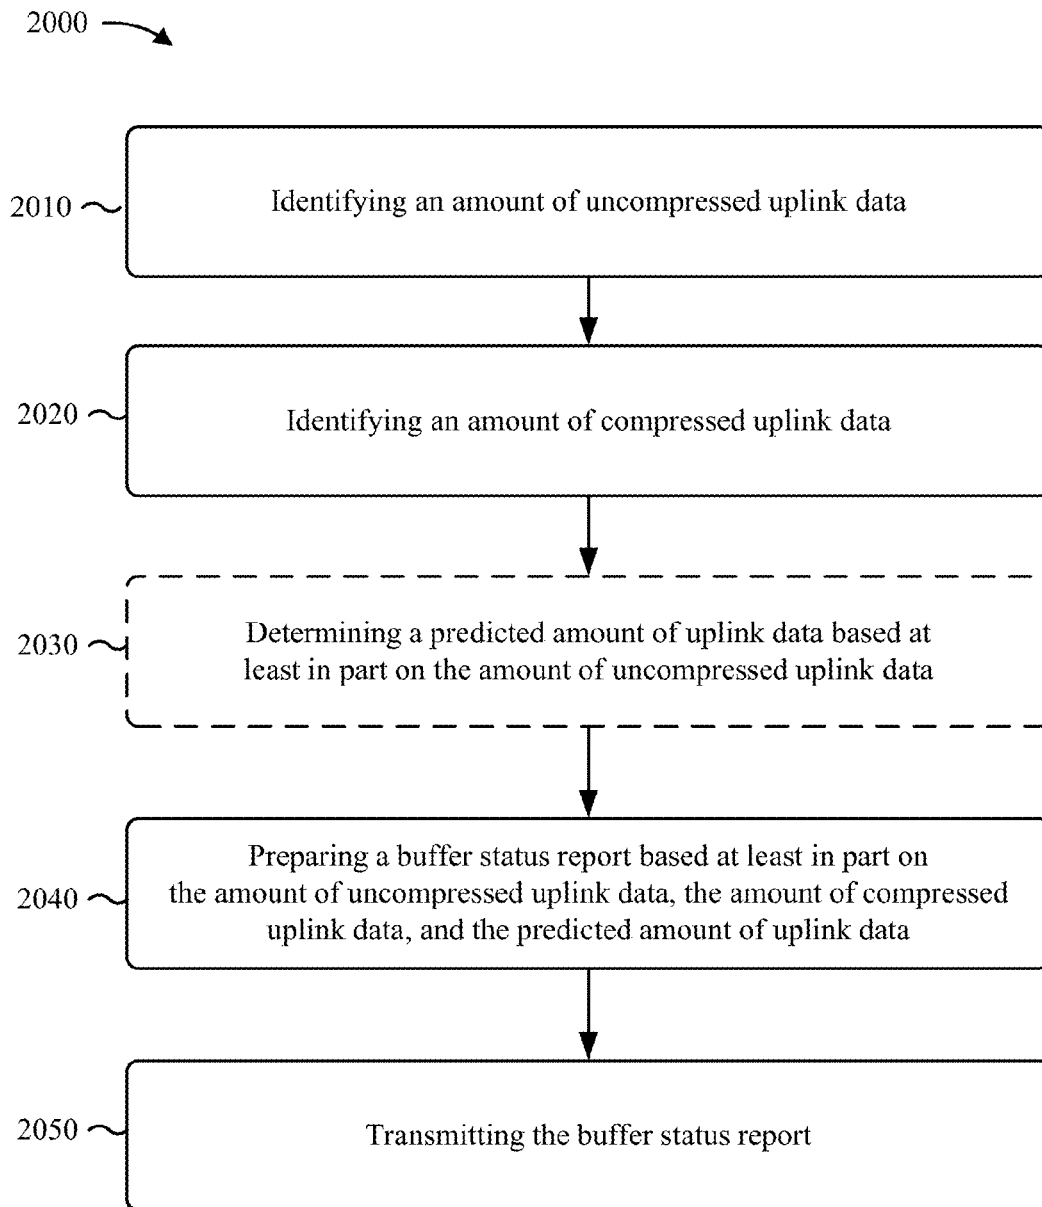 2000
2010
Identifying an amount of uncompressed uplink data
2020
Identifying an amount of compressed uplink data
2030
Determining a predicted amount of uplink data based at
least in part on the amount of uncompressed uplink data
2040
Preparing a buffer status report based at least in part on
the amount of uncompressed uplink data, the amount of compressed
uplink data, and the predicted amount of uplink data
2050
Transmitting the buffer status report